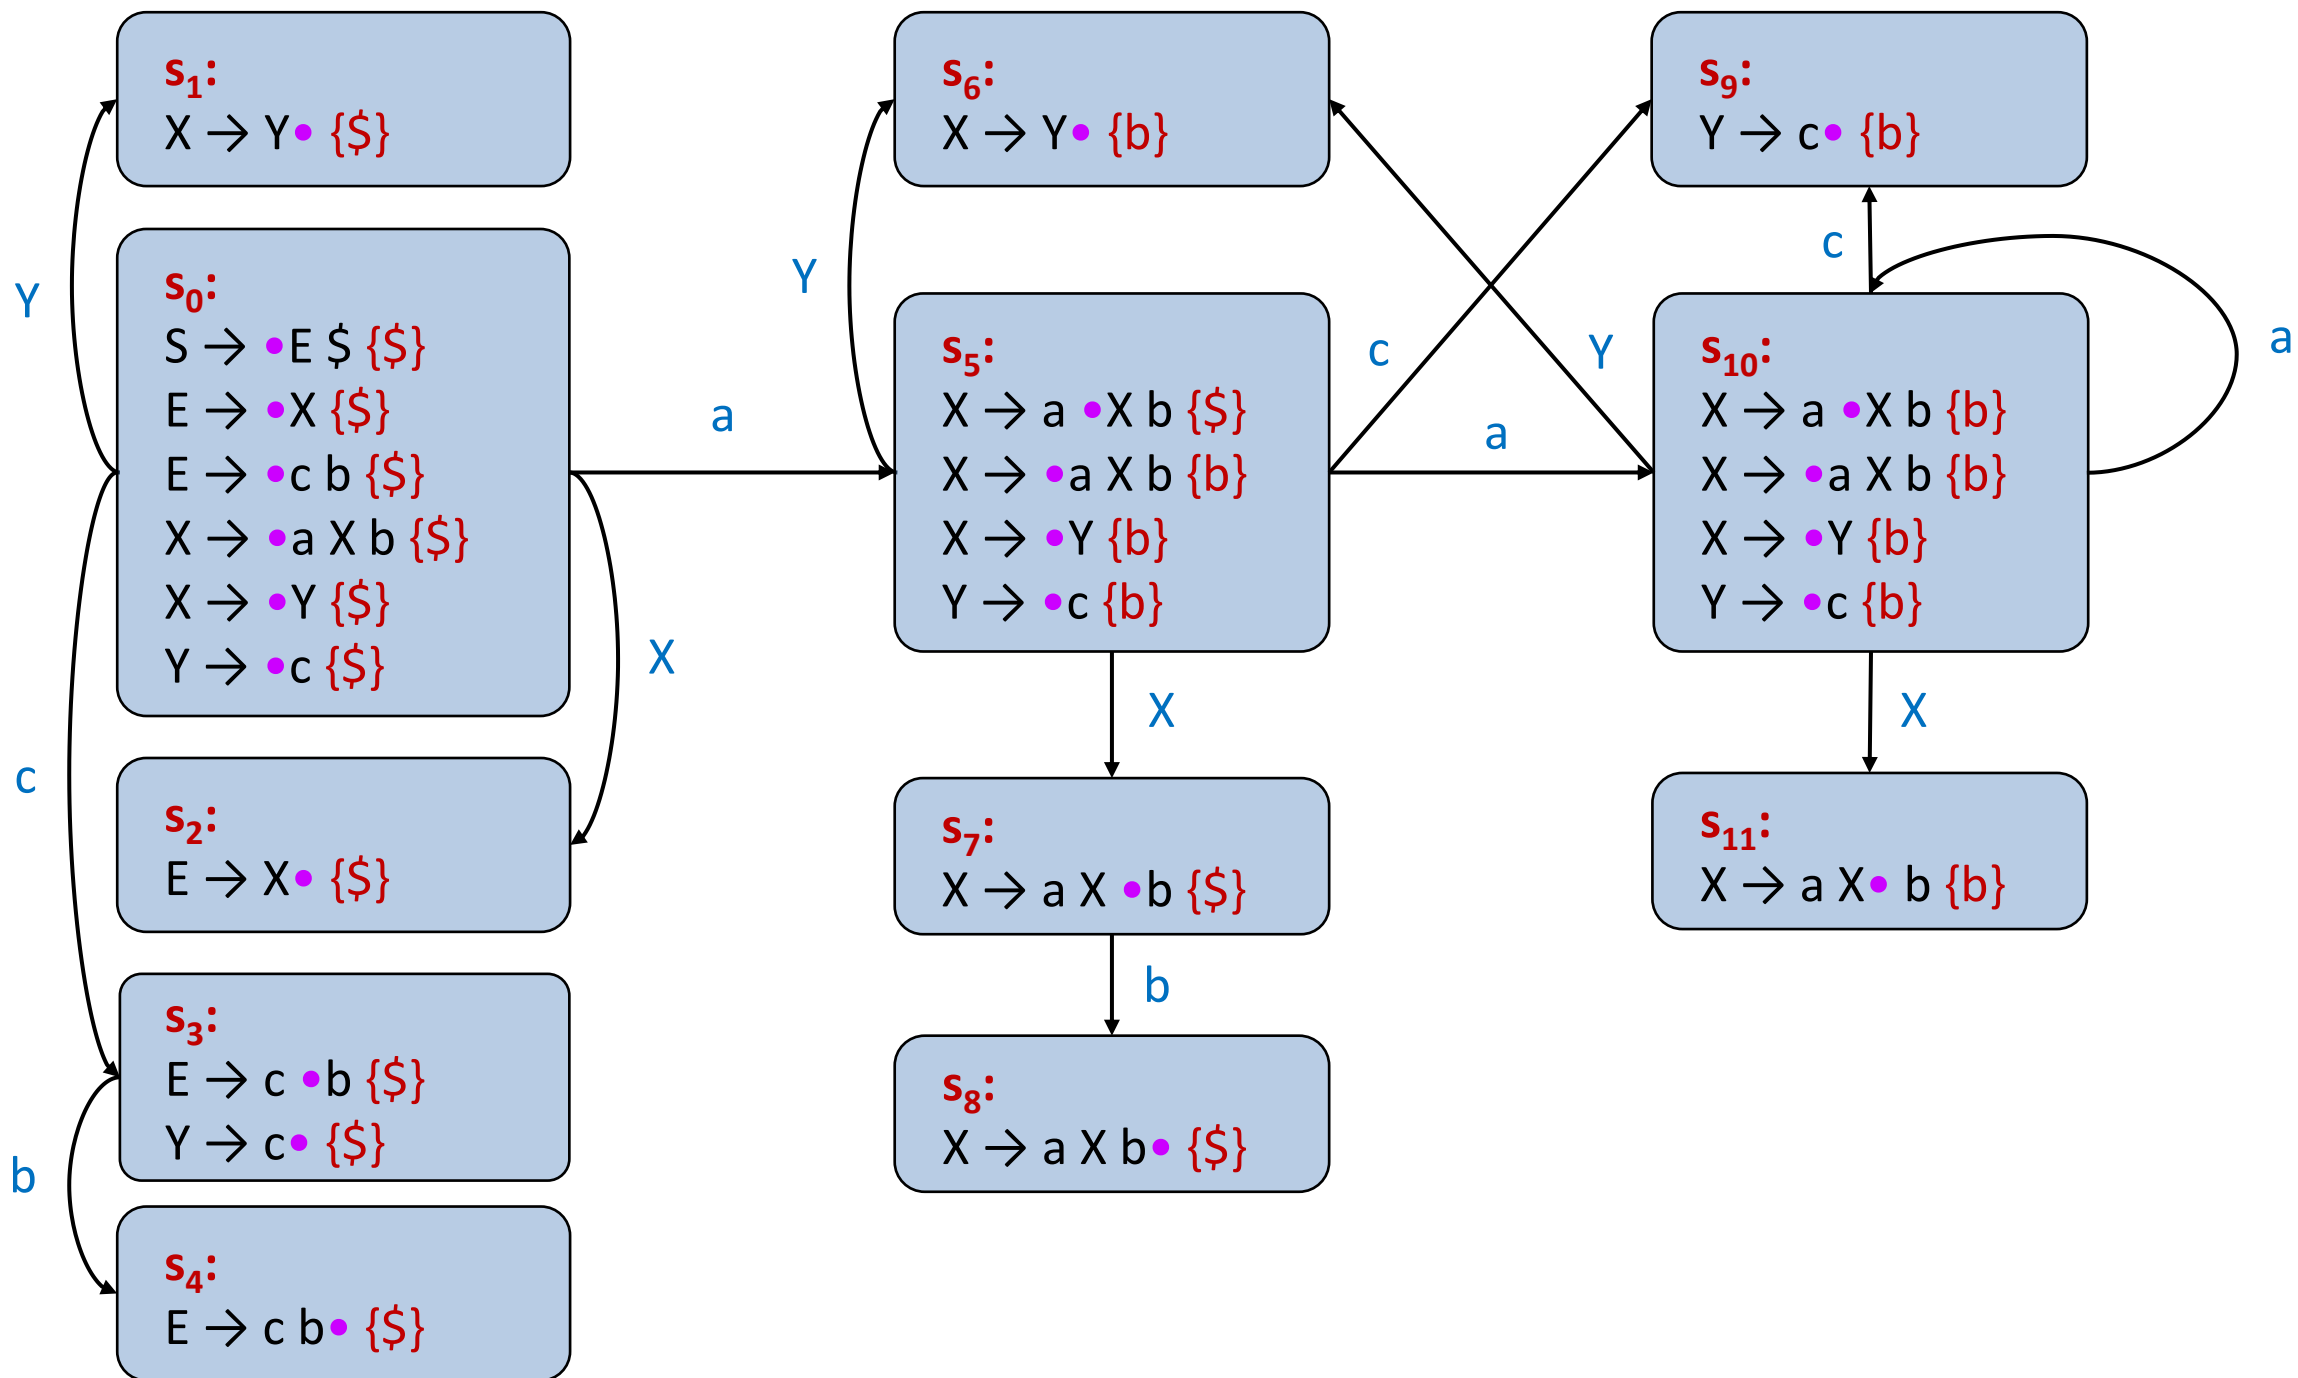 s1:
X → Y• {$}
Y
s0:
S → •E $ {$}
E → •X {$}
E → •c b {$}
X → •a X b {$}
X → •Y {$}
Y → •c {$}
a
X
c
s2:
E → X• {$}
s3:
E → c •b {$}
Y → c• {$}
b
s4:
E → c b• {$}
s6:
X → Y• {b}
Y
s5:
X → a •X b {$}
X → •a X b {b}
X → •Y {b}
Y → •c {b}
c
Y
a
X
s7:
X → a X •b {$}
b
s8:
X → a X b• {$}
s9:
Y → c• {b}
c
s10:
X → a •X b {b}
X → •a X b {b}
X → •Y {b}
Y → •c {b}
a
X
s11:
X → a X• b {b}